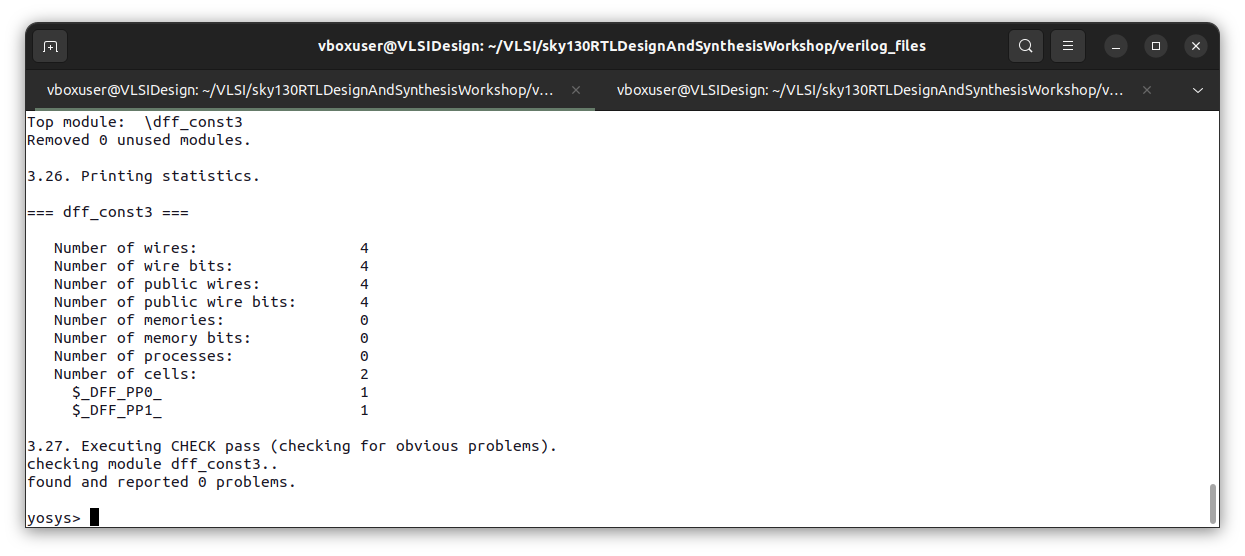 vboxuser@VLSIDesign: ~/VLSI/sky130RTLDesignAndSynthesisWorkshop/verilog_files
vboxuser@VLSIDesign: ~/VLSI/sky130RTLDesignAndSynthesisWorkshop/v... vboxuser@VLSIDesign: ~/VLSI/sky130RTLDesignAndSynthesisWorkshop/v...
Top module:  \dff_const3
Removed 0 unused modules.
3.26. Printing statistics.
=== dff_const3 ===
Number of wires: 4
Number of wire bits: 4
Number of public wires: 4
Number of public wire bits: 4
Number of memories: 0
Number of memory bits: 0
Number of processes: 0
Number of cells: 2
$_DFF_PP0_ 1
$_DFF_PP1_ 1
3.27. Executing CHECK pass (checking for obvious problems).
checking module dff_const3..
found and reported 0 problems.
yosys>